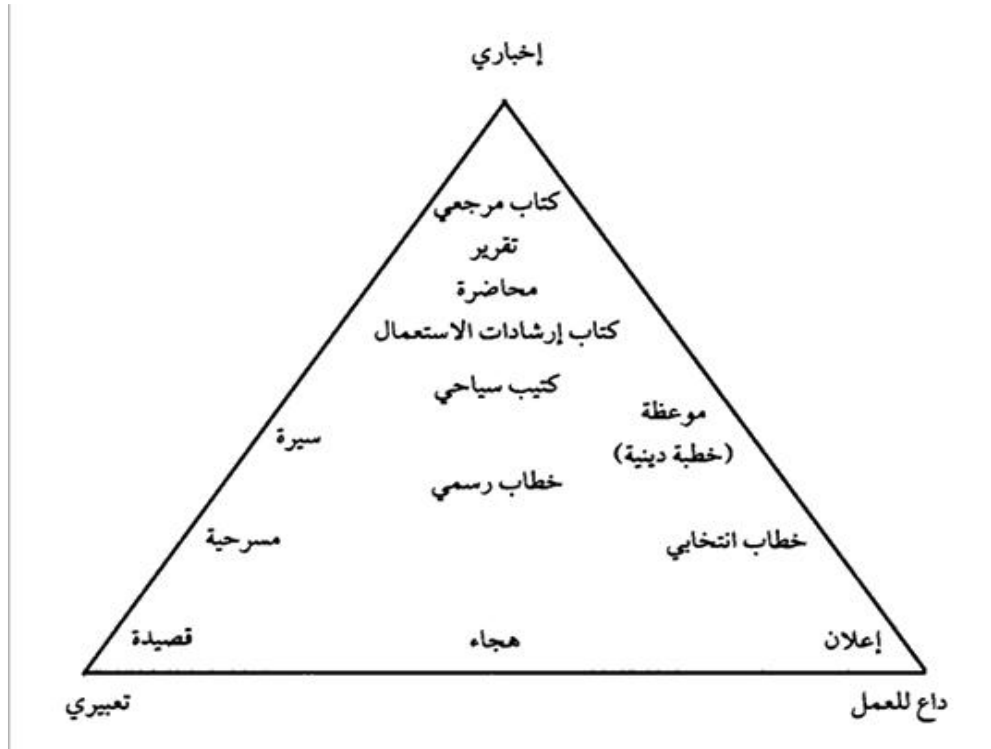 إخباري
كتاب مرجعي
تقرير
محاضرة
كتاب إرشادات الاستعمال
كتيب سياحي
موعظة
(خطبة دينية)
سيرة
خطاب رسمي
خطاب انتخابي
مسرحية
إعلان
هجاء
قصيدة
داع للعمل
تعبيري